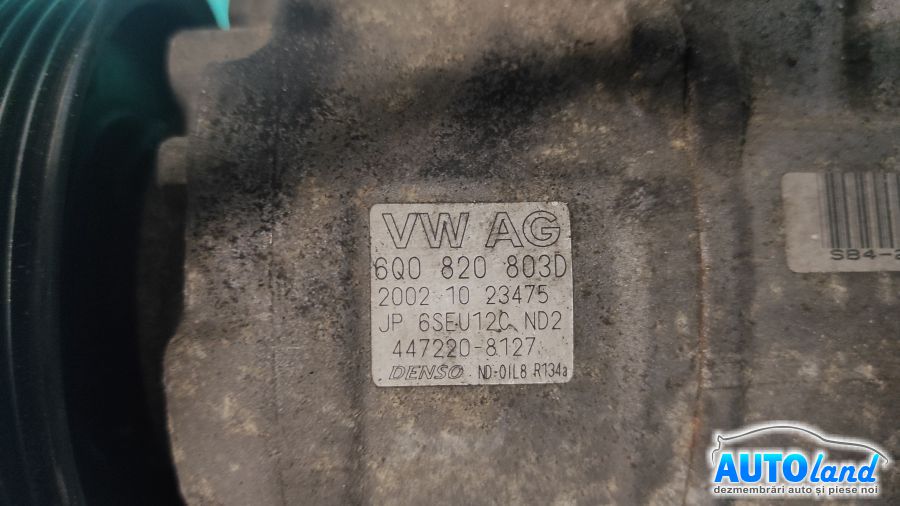 VW AG
6Q0 820 803D
2002 10 23475
JP 6SEU12C ND2
447220-8127
DENSO ND-OIL8 R134a
SB4-2
AUTOland
dezmembrări auto și piese noi